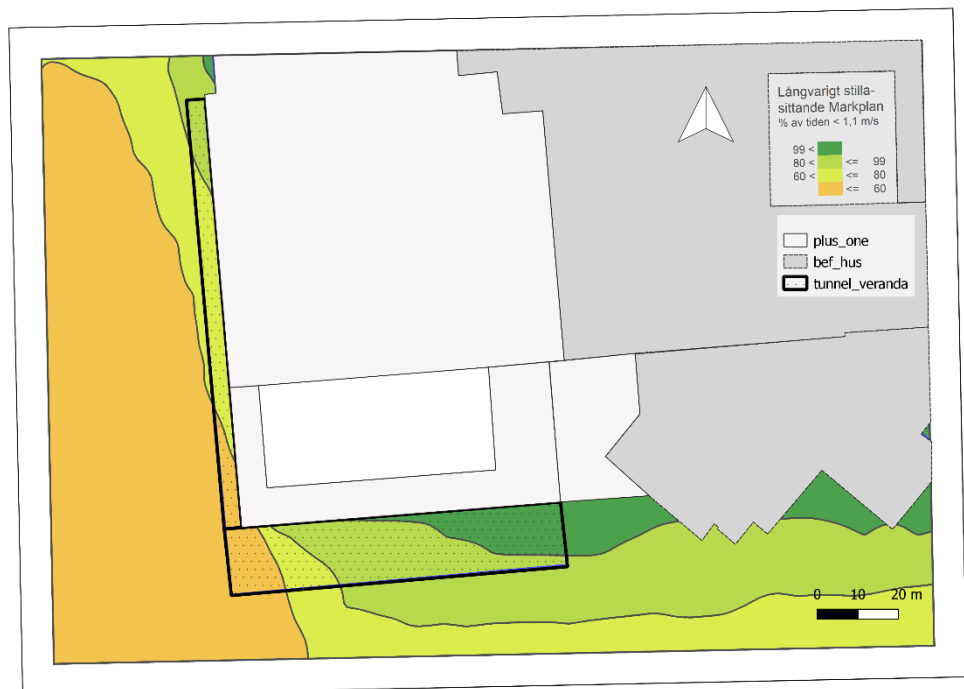 Långvarigt stilla-
sittande Markplan
% av tiden < 1,1 m/s
99 <
80 < <= 99
60 < <= 80
<= 60
plus_one
bef_hus
tunnel_veranda
0 10 20 m